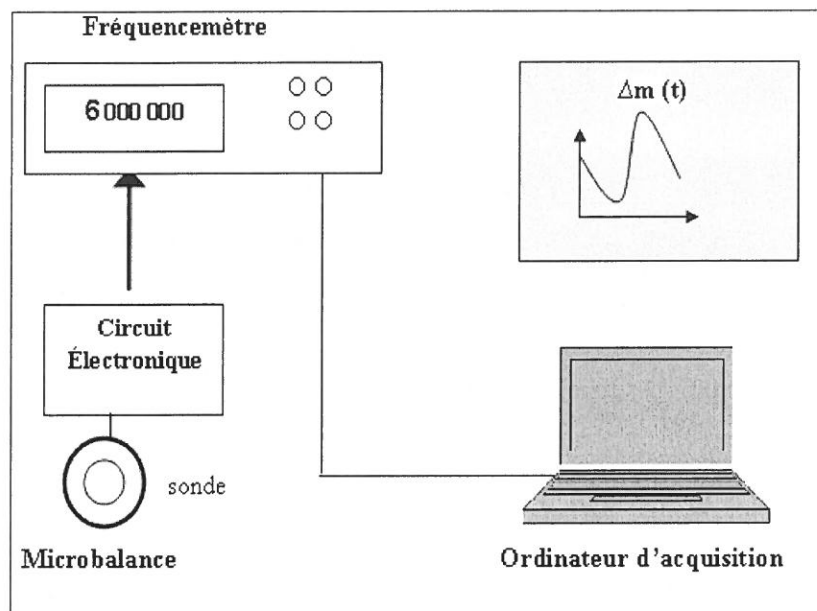 Fréquencemètre
6 000 000
Δm (t)
Circuit
Électronique
sonde
Microbalance
Ordinateur d'acquisition